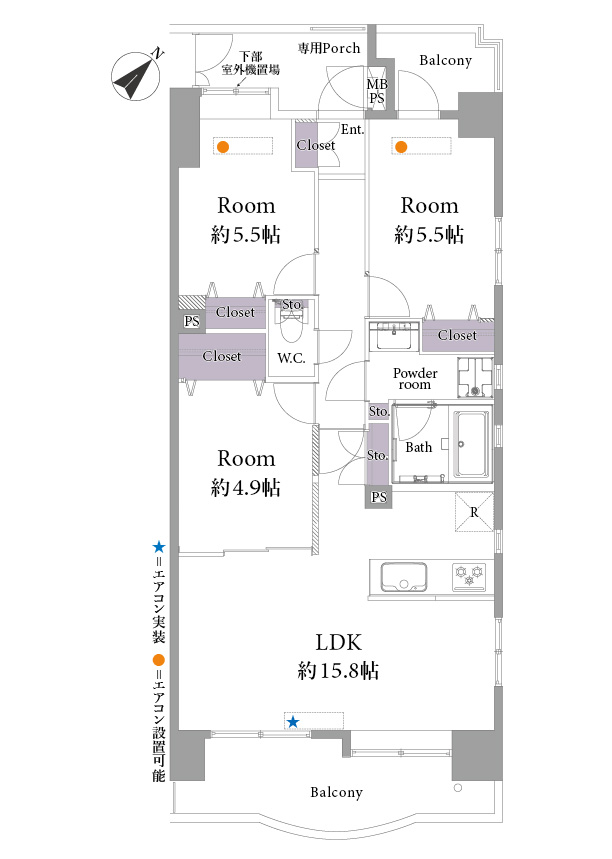 N
専用Porch
下部
室外機置場
Balcony
MB
PS
Ent.
Closet
Room
約5.5帖
Room
約5.5帖
Sto.
Closet
PS
Closet
Closet
W.C.
Powder
room
Sto.
Bath
Sto.
Room
約4.9帖
PS
R
★=エアコン実装
●=エアコン設置可能
LDK
約15.8帖
Balcony